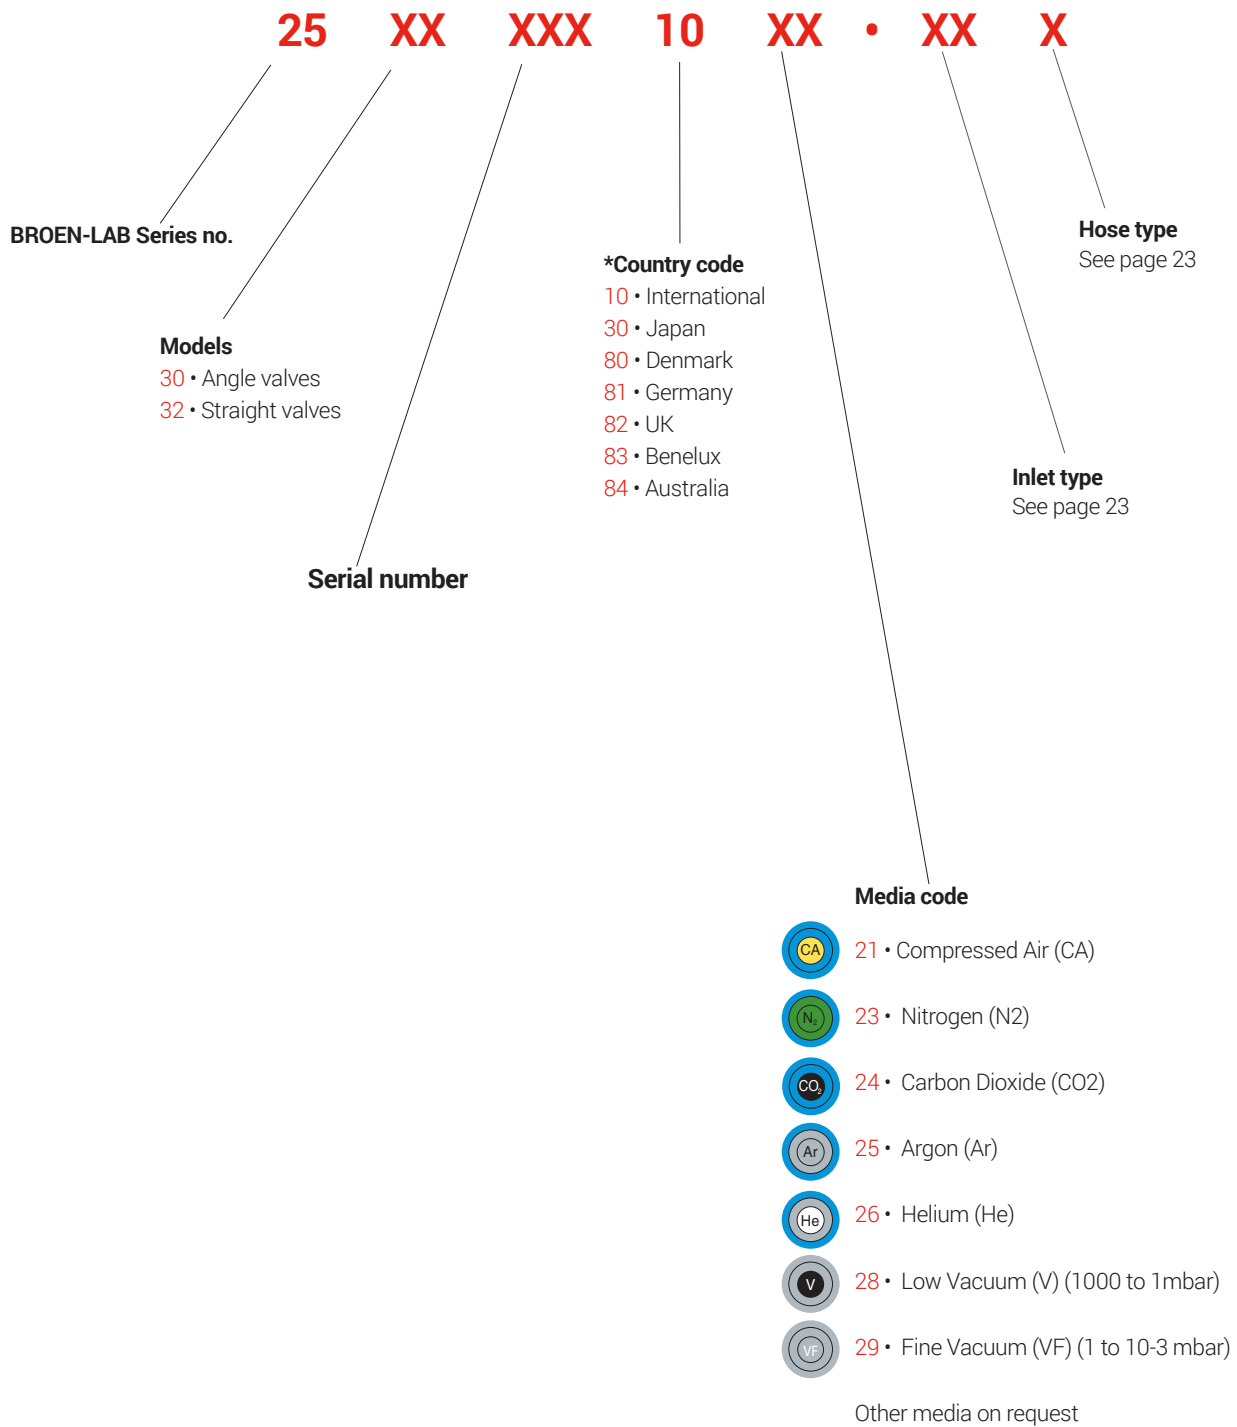 25 XX XXX 10 XX • XX X
BROEN-LAB Series no.
Models
30 • Angle valves
32 • Straight valves
Serial number
*Country code
10 • International
30 • Japan
80 • Denmark
81 • Germany
82 • UK
83 • Benelux
84 • Australia
Hose type
See page 23
Inlet type
See page 23
Media code
CA 21 • Compressed Air (CA)
N2 23 • Nitrogen (N2)
CO2 24 • Carbon Dioxide (CO2)
Ar 25 • Argon (Ar)
He 26 • Helium (He)
V 28 • Low Vacuum (V) (1000 to 1mbar)
VF 29 • Fine Vacuum (VF) (1 to 10-3 mbar)
Other media on request